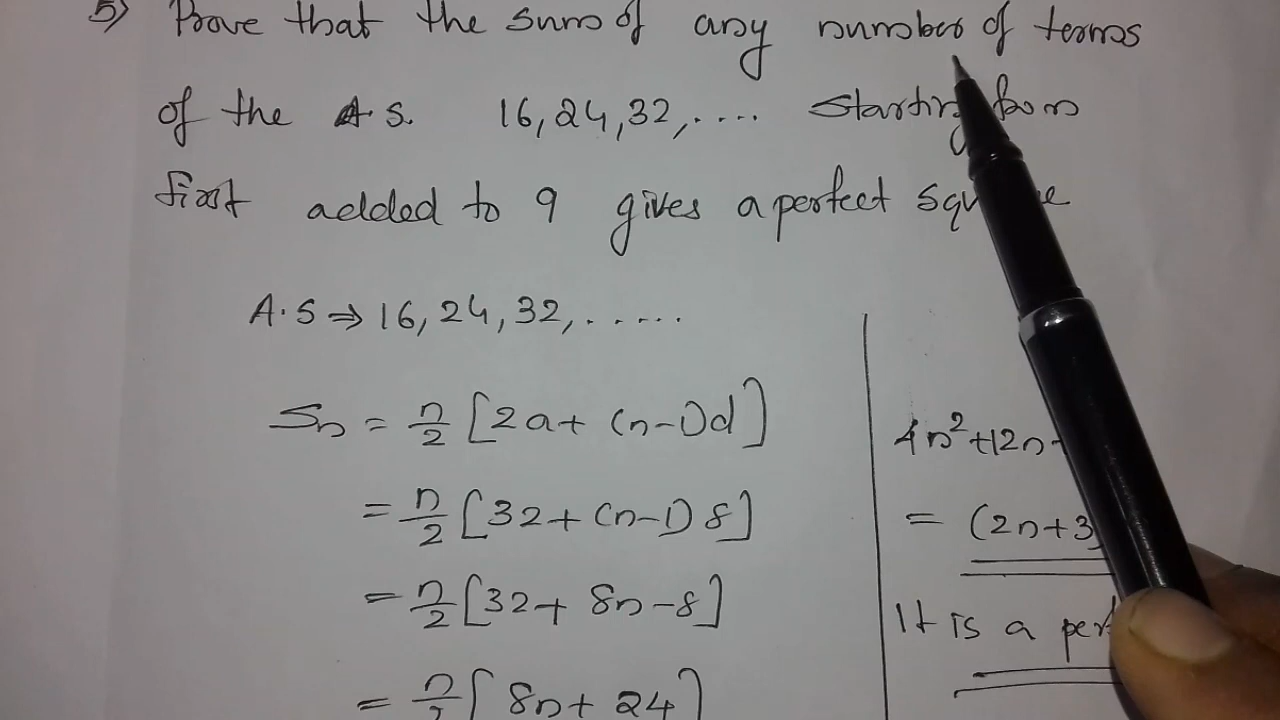 5) Prove that the sum of any number of terms
of the A.S. 16, 24, 32, .... starting from
first added to 9 gives a perfect
A.S ⇒ 16, 24, 32, .....
Sn = n/2 [2a + (n-1)d]
= n/2 [32 + (n-1) 8]
= n/2 [32 + 8n - 8]
= n/2 [8n + 24]
4n² + 12n
= (2n+3
It is a